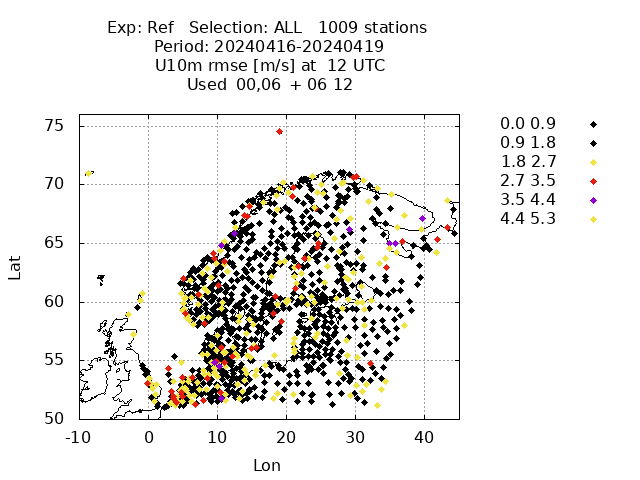 Exp: Ref Selection: ALL 1009 stations
Period: 20240416-20240419
U10m rmse [m/s] at 12 UTC
Used 00,06 + 06 12
0.0 0.9
0.9 1.8
1.8 2.7
2.7 3.5
3.5 4.4
4.4 5.3
75
70
65
60
55
50
Lat
-10 0 10 20 30 40
Lon